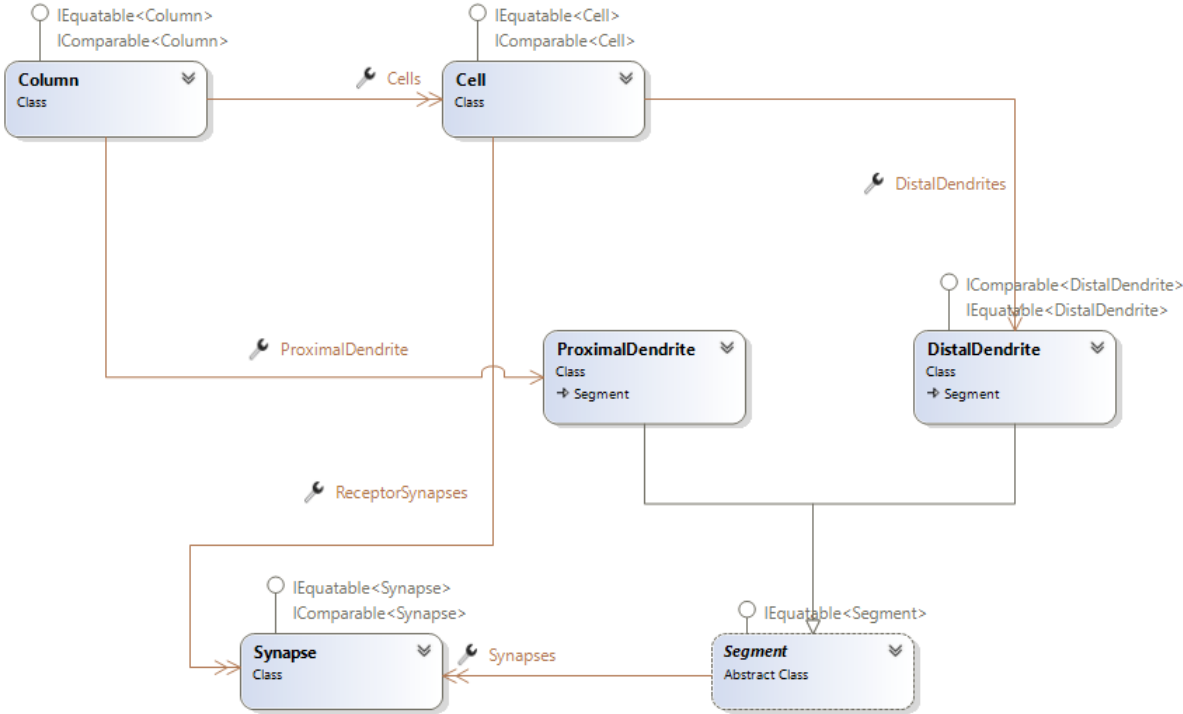 IEquatable<Column>
IComparable<Column>
Column
Class
Cells
IEquatable<Cell>
IComparable<Cell>
Cell
Class
DistalDendrites
IComparable<DistalDendrite>
IEquatable<DistalDendrite>
DistalDendrite
Class
Segment
ProximalDendrite
ProximalDendrite
Class
Segment
ReceptorSynapses
IEquatable<Synapse>
IComparable<Synapse>
Synapse
Class
Synapses
IEquatable<Segment>
Segment
Abstract Class